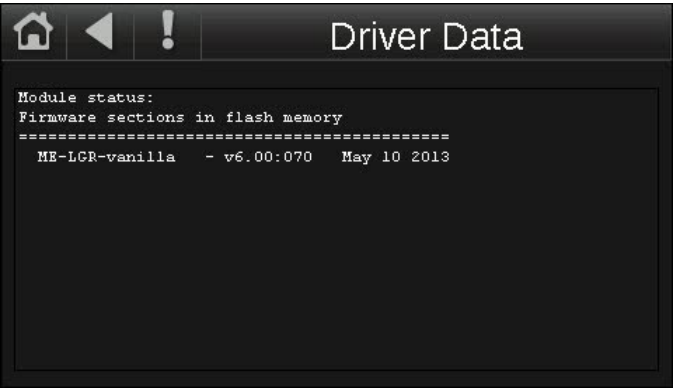 Driver Data
Module status:
Firmware sections in flash memory
=============================================
ME-LGR-vanilla - v6.00:070 May 10 2013